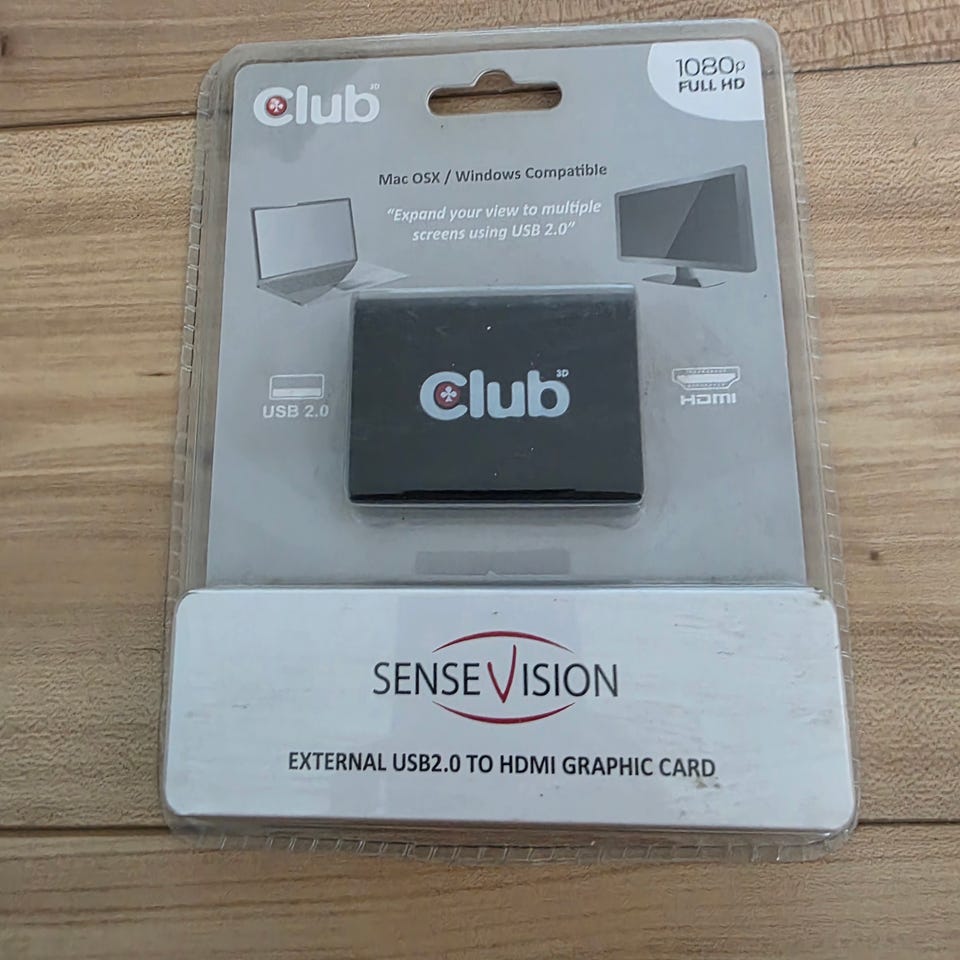 Club 3D
1080p
FULL HD
Mac OSX / Windows Compatible
“Expand your view to multiple
screens using USB 2.0”
Club 3D
USB 2.0
HDMI
SENSEVISION
EXTERNAL USB2.0 TO HDMI GRAPHIC CARD